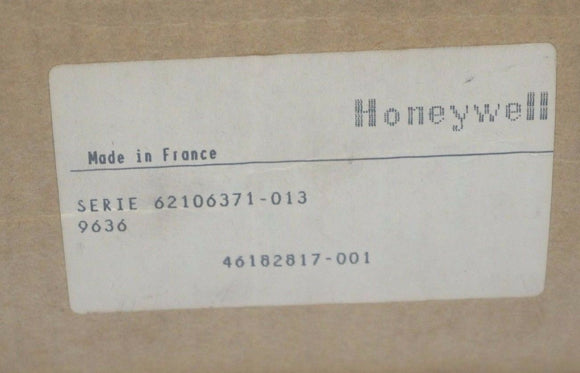 Honeywell
Made in France
SERIE 62106371-013
9636
46182817-001